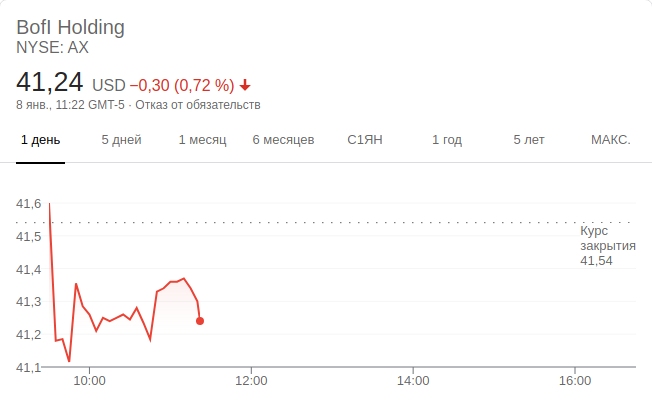 BofI Holding
NYSE: AX
41,24 USD −0,30 (0,72 %)
8 янв., 11:22 GMT-5 · Отказ от обязательств
1 день 5 дней 1 месяц 6 месяцев С1ЯН 1 год 5 лет МАКС.
41,6
41,5
41,4
41,3
41,2
41,1
Курс
закрытия
41,54
10:00 12:00 14:00 16:00